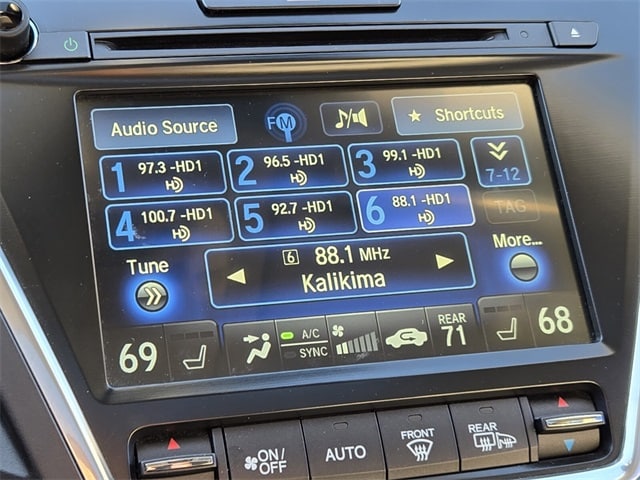 Audio Source
FM
Shortcuts
1 97.3 -HD1
2 96.5 -HD1
3 99.1 -HD1
7-12
4 100.7 -HD1
5 92.7 -HD1
6 88.1 -HD1
TAG
Tune
6 88.1 MHz
Kalikima
More...
69
A/C
SYNC
REAR
71
68
ON/
OFF
AUTO
FRONT
REAR